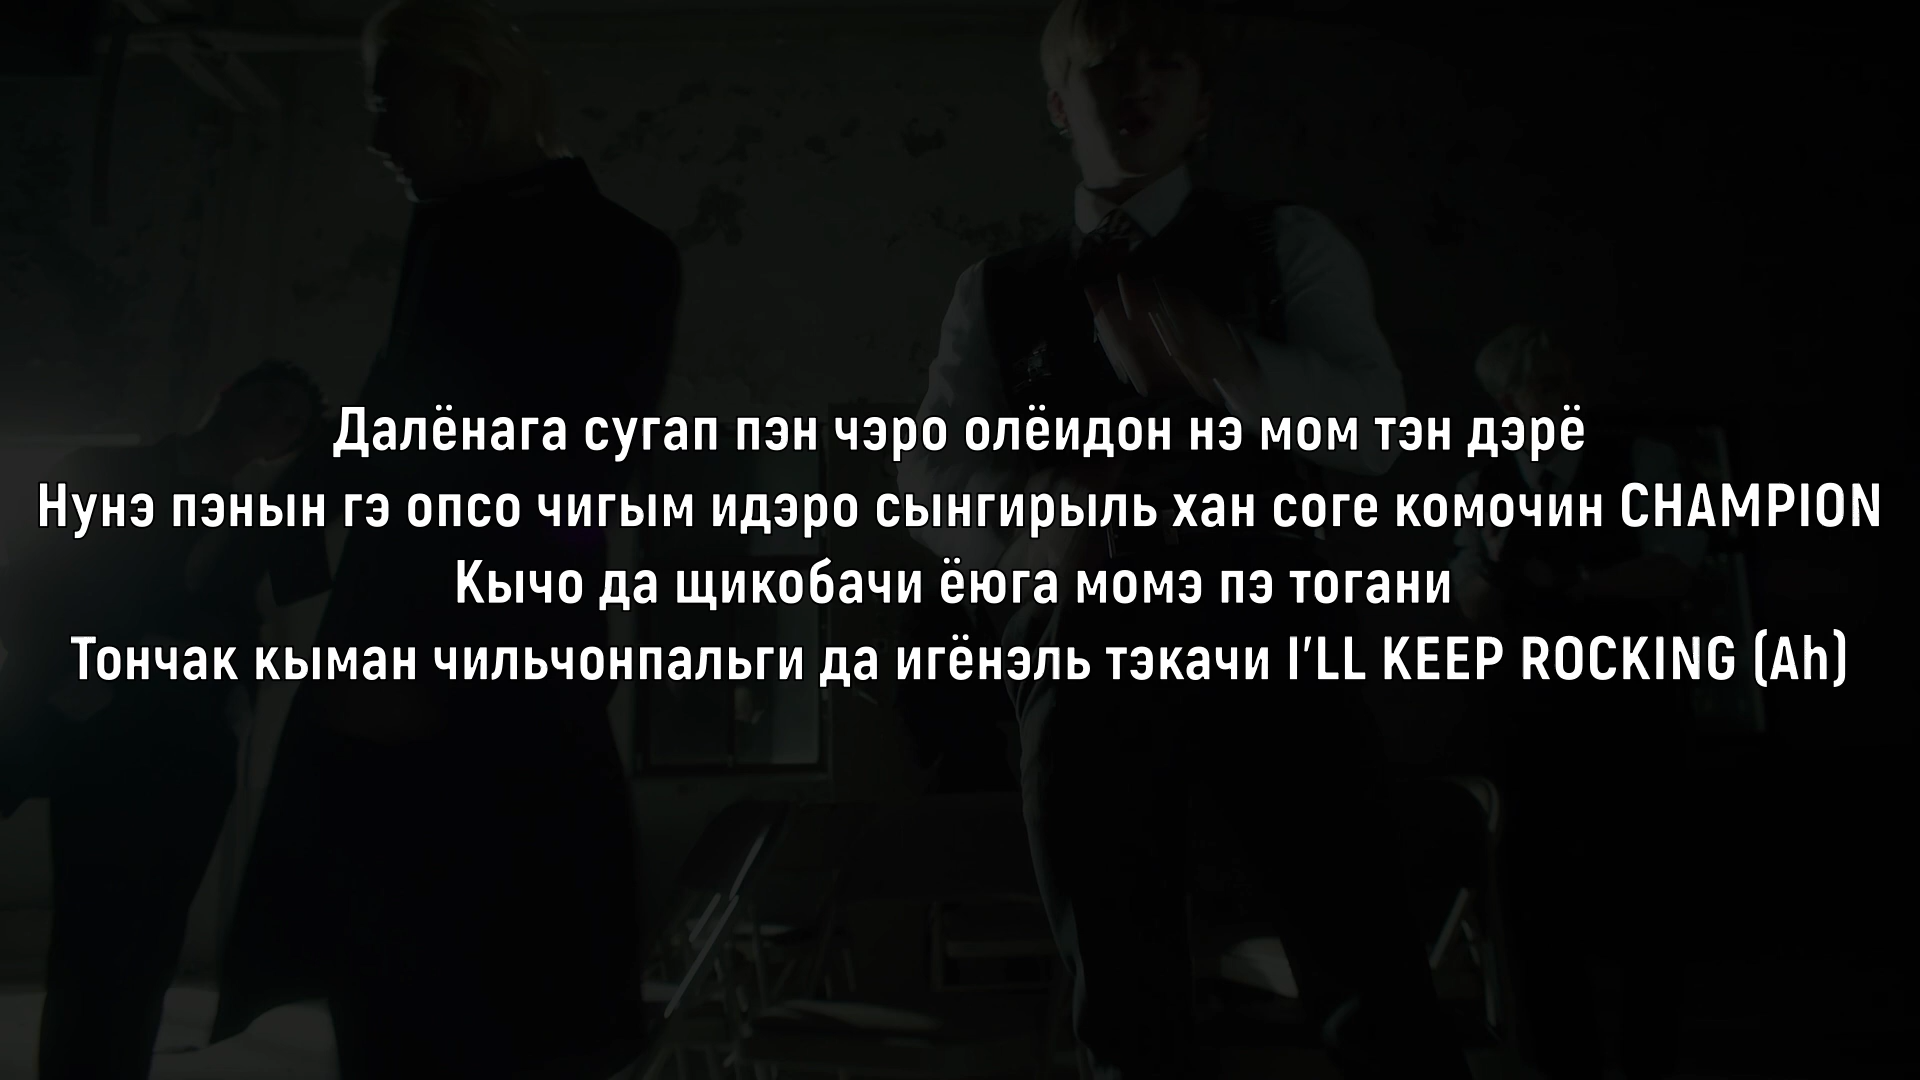 Далёнага сугап пэн чэро олёидон нэ мом тэн дэрё
Нунэ пэнын гэ опсо чигым идэро сынгирыль хан соге комочин CHAMPION
Кычо да щикобачи ёюга момэ пэ тогани
Тончак кыман чильчонпальги да игёнэль тэкачи I'LL KEEP ROCKING (Ah)